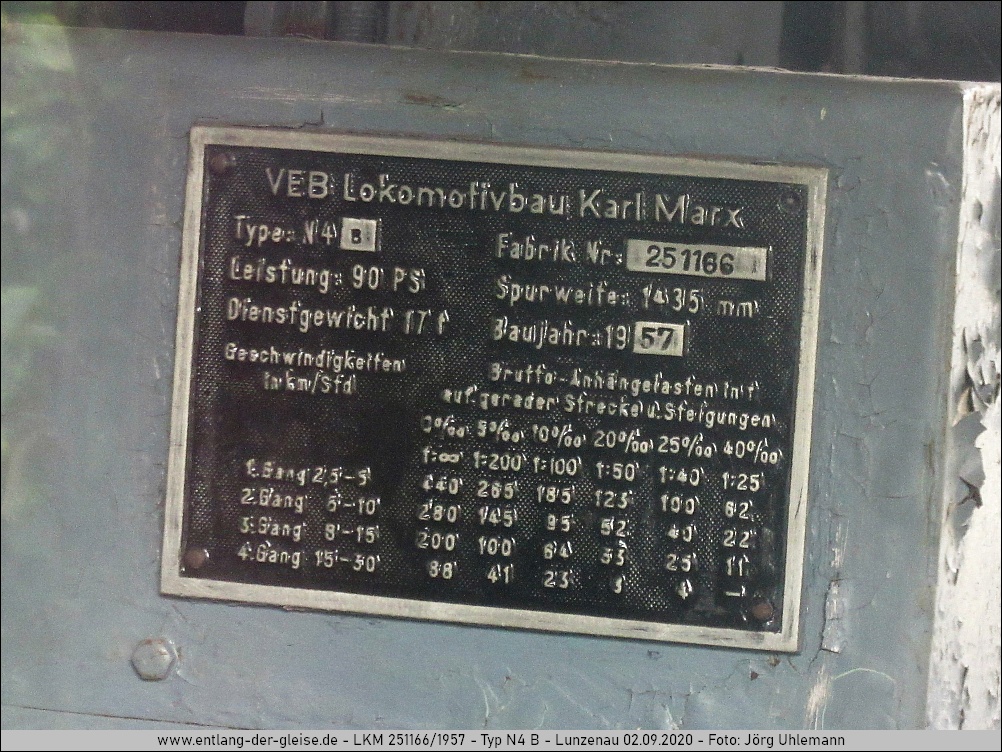 VEB Lokomotivbau Karl Marx
Type: N 4 B
Fabrik Nr: 251166
Leistung: 90 PS
Spurweite: 1435 mm
Dienstgewicht 17 t
Baujahr: 1957
Geschwindigkeiten
in km/Std
Brutto-Anhängelasten in t
auf gerader Strecke u. Steigungen
0‰ 5‰ 10‰ 20‰ 25‰ 40‰
1:∞ 1:200 1:100 1:50 1:40 1:25
1. Gang 2,5-5 440 265 185 123 100 62
2. Gang 5-10 280 145 95 52 40 22
3. Gang 8-15 200 100 64 33 25 11
4. Gang 15-30 88 41 23 4 -
www.entlang-der-gleise.de - LKM 251166/1957 - Typ N4 B - Lunzenau 02.09.2020 - Foto: Jörg Uhlemann